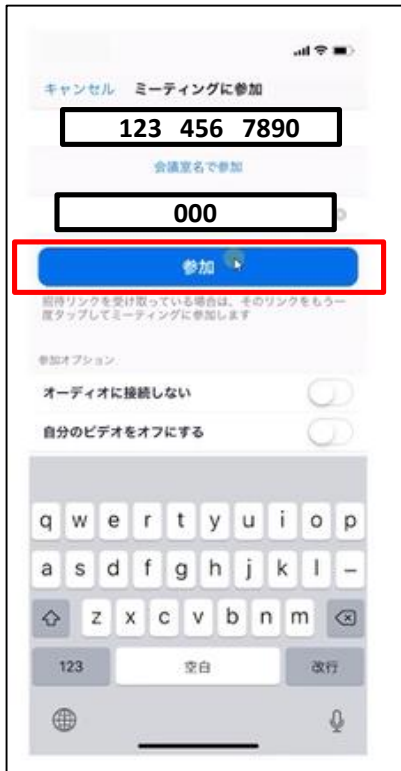 キャンセル ミーティングに参加
123 456 7890
会議室名で参加
000
参加
招待リンクを受け取っている場合は、そのリンクをもう一
度タップしてミーティングに参加します
参加オプション
オーディオに接続しない
自分のビデオをオフにする
q w e r t y u i o p
a s d f g h j k l –
z x c v b n m
123 空白 改行